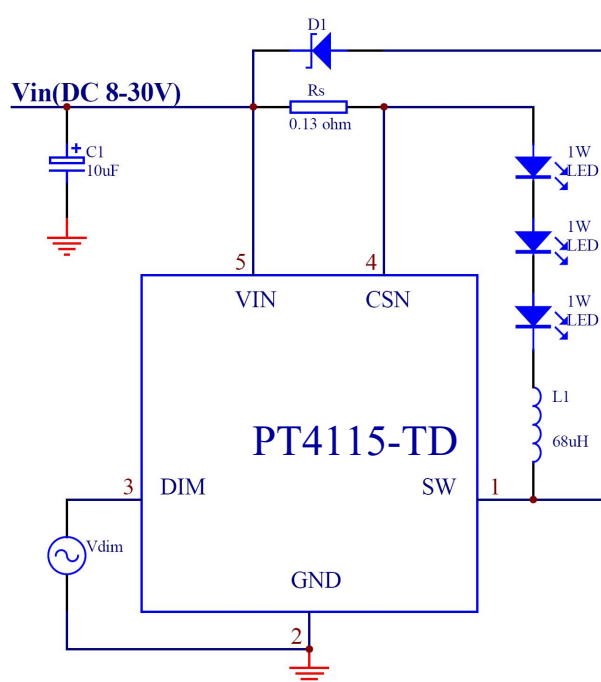 D1
Vin(DC 8-30V)
Rs
0.13 ohm
C1
10uF
+
1W
LED
1W
LED
1W
LED
5
4
VIN
CSN
L1
68uH
PT4115-TD
3
DIM
SW
1
Vdim
GND
2